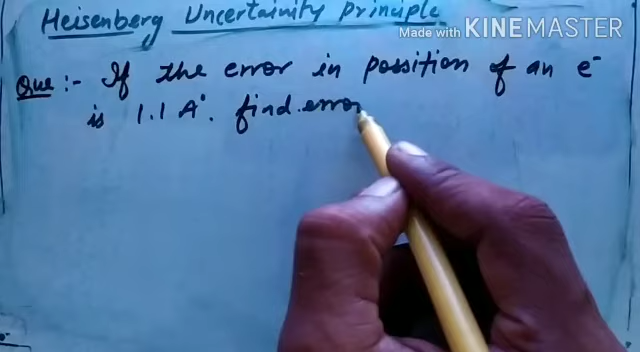 Heisenberg Uncertainity principle
Made with KINEMASTER
Que :- If the error in possition of an e⁻
is 1.1 A°. find error